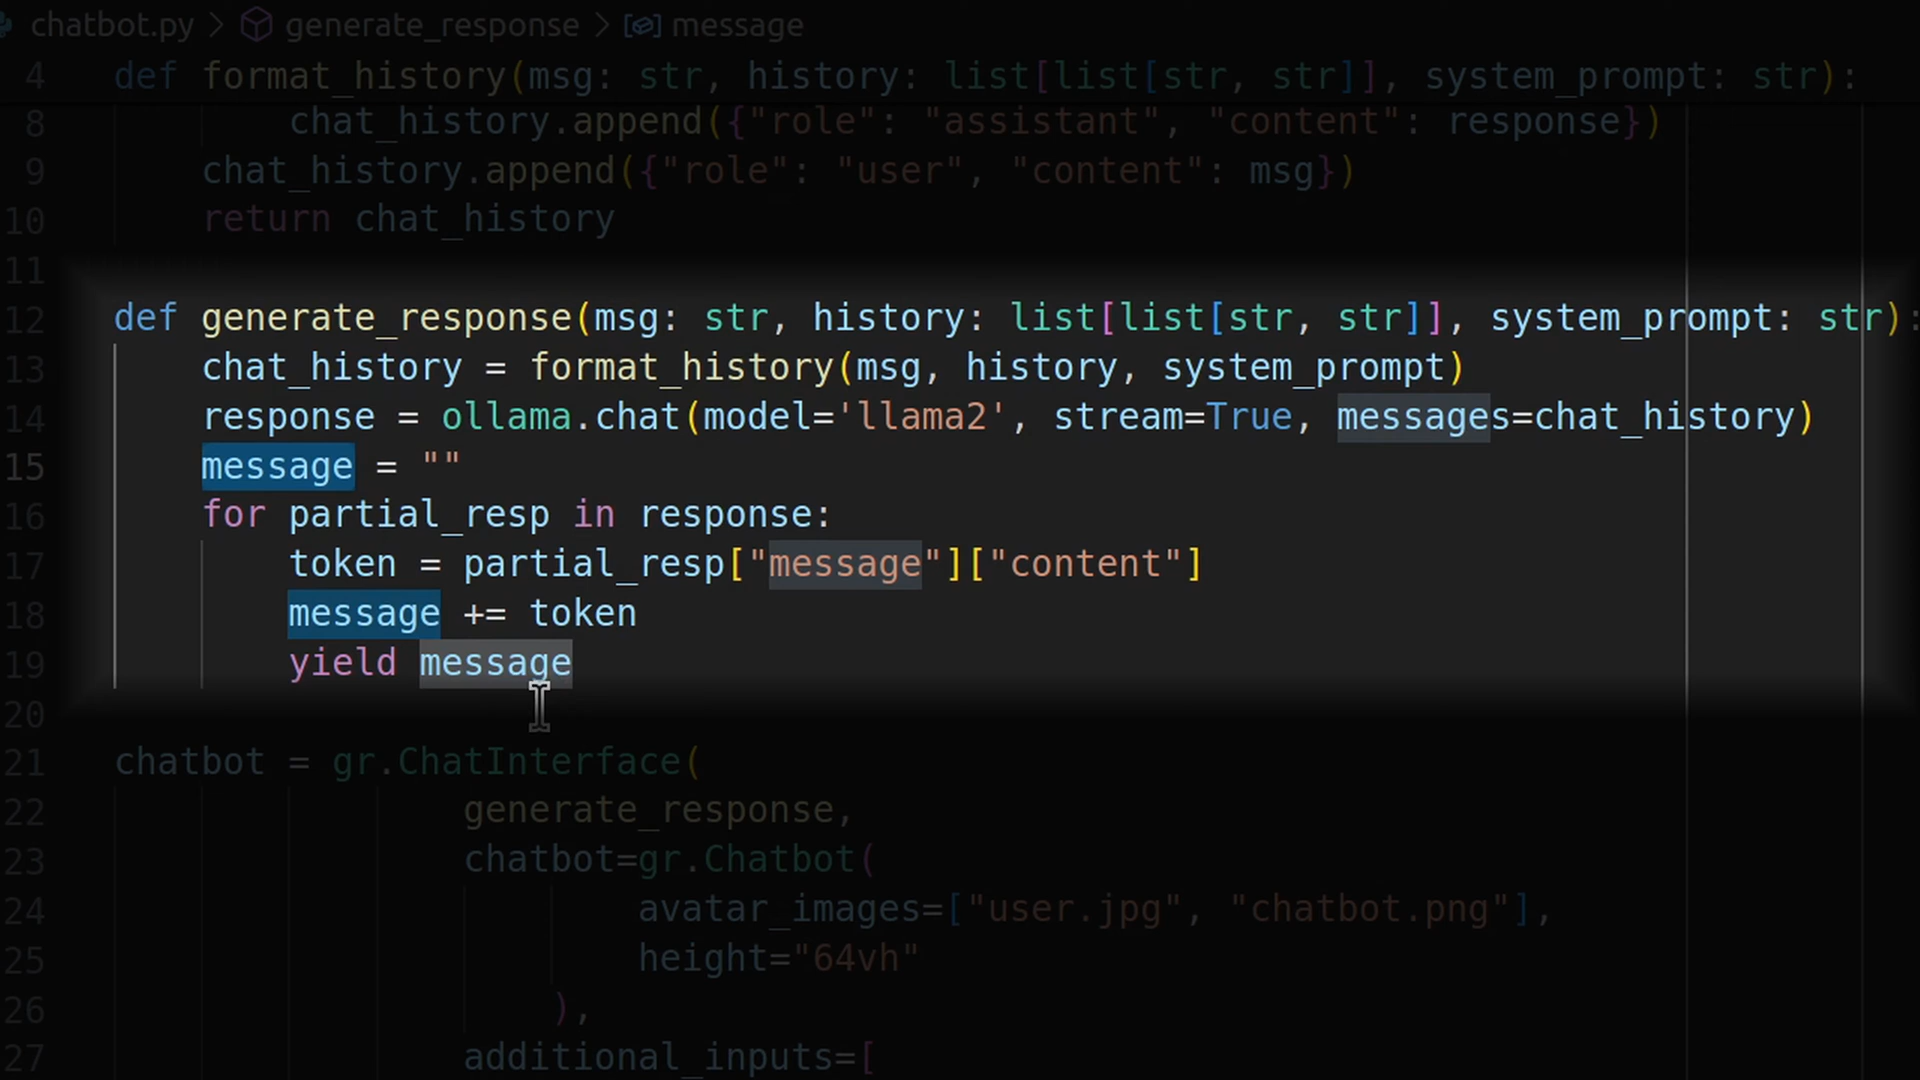 chatbot.py > generate_response > message
4 def format_history(msg: str, history: list[list[str, str]], system_prompt: str):
8 chat_history.append({"role": "assistant", "content": response})
9 chat_history.append({"role": "user", "content": msg})
10 return chat_history
11
12 def generate_response(msg: str, history: list[list[str, str]], system_prompt: str):
13 chat_history = format_history(msg, history, system_prompt)
14 response = ollama.chat(model='llama2', stream=True, messages=chat_history)
15 message = ""
16 for partial_resp in response:
17 token = partial_resp["message"]["content"]
18 message += token
19 yield message
20
21 chatbot = gr.ChatInterface(
22 generate_response,
23 chatbot=gr.Chatbot(
24 avatar_images=["user.jpg", "chatbot.png"],
25 height="64vh"
26 ),
27 additional_inputs=[